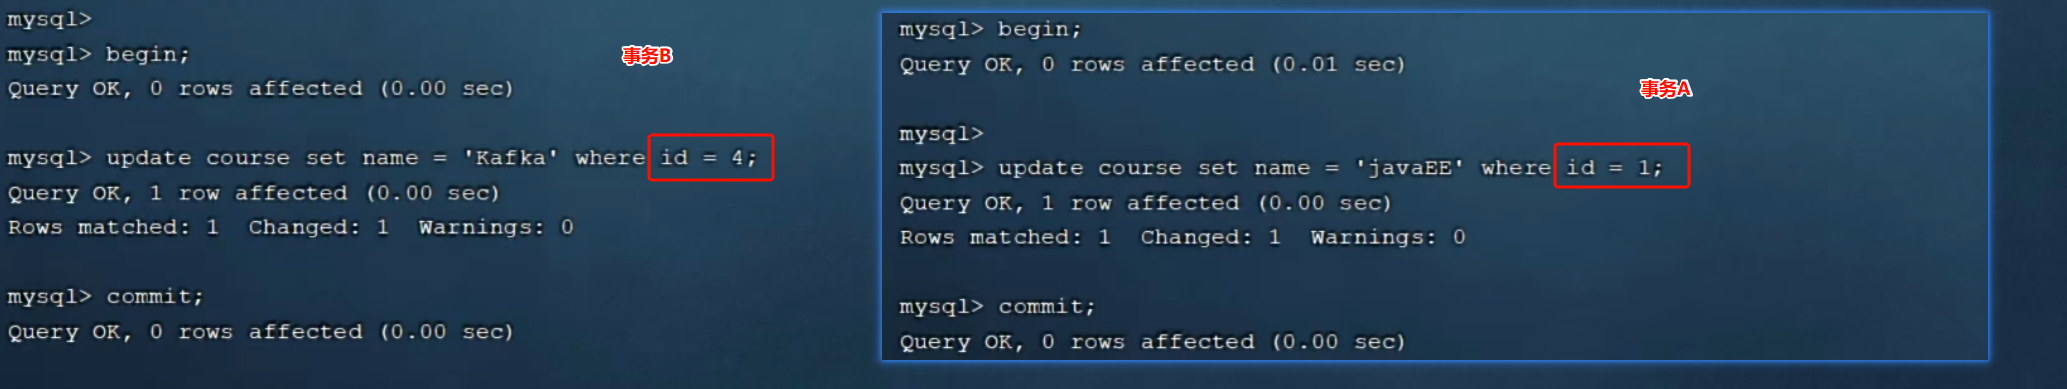 mysql>
mysql> begin;
Query OK, 0 rows affected (0.00 sec)
mysql> update course set name = 'Kafka' where id = 4;
Query OK, 1 row affected (0.00 sec)
Rows matched: 1  Changed: 1  Warnings: 0
mysql> commit;
Query OK, 0 rows affected (0.00 sec)
事务B
mysql> begin;
Query OK, 0 rows affected (0.01 sec)
mysql>
mysql> update course set name = 'javaEE' where id = 1;
Query OK, 1 row affected (0.00 sec)
Rows matched: 1  Changed: 1  Warnings: 0
mysql> commit;
Query OK, 0 rows affected (0.00 sec)
事务A